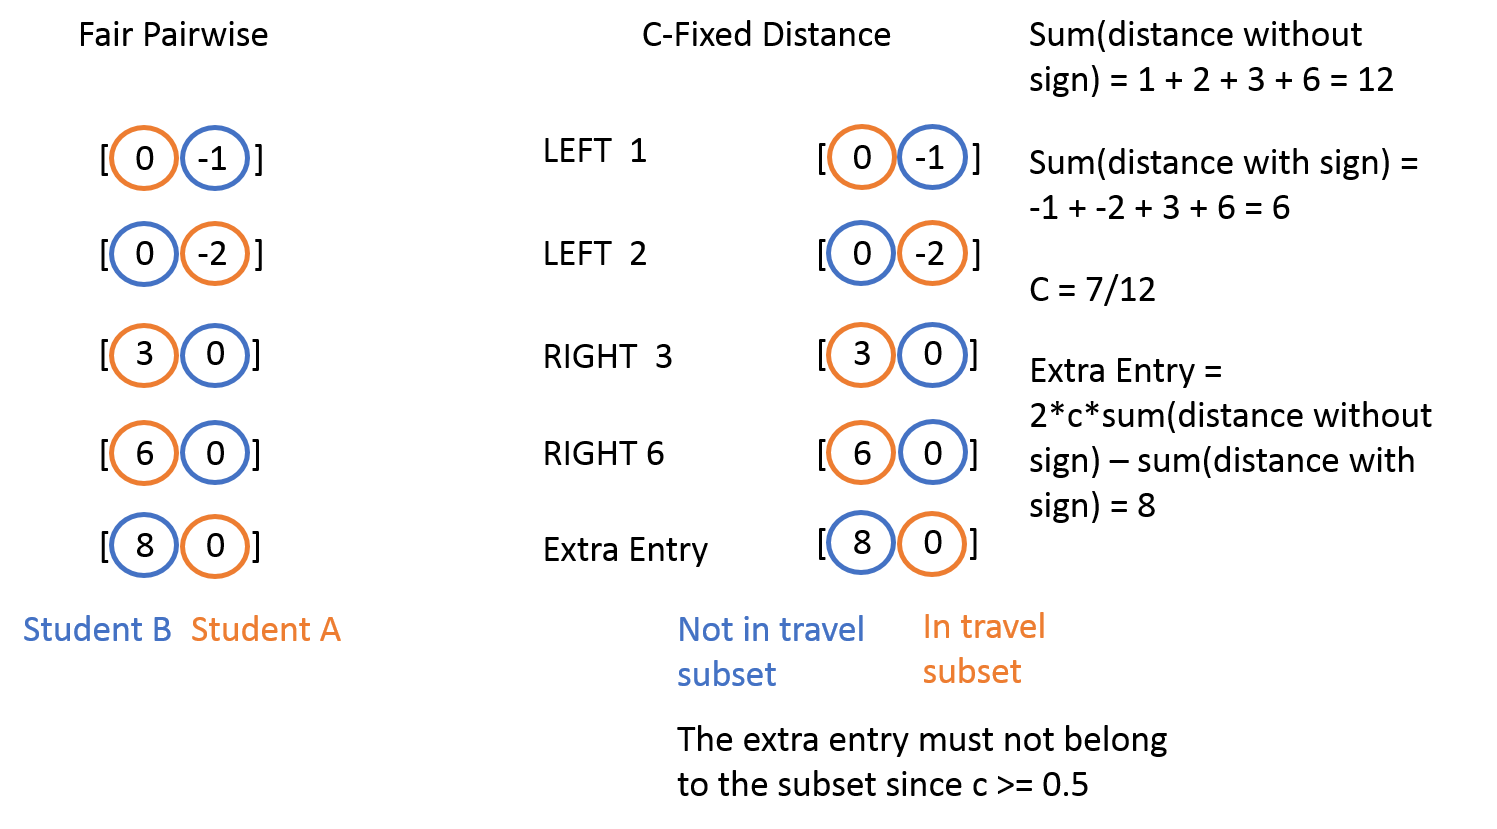 Fair Pairwise
C-Fixed Distance
Sum(distance without
sign) = 1 + 2 + 3 + 6 = 12
[ 0 -1 ]
LEFT 1
[ 0 -1 ]
Sum(distance with sign) =
-1 + -2 + 3 + 6 = 6
[ 0 -2 ]
LEFT 2
[ 0 -2 ]
C = 7/12
[ 3 0 ]
RIGHT 3
[ 3 0 ]
Extra Entry =
2*c*sum(distance without
sign) – sum(distance with
sign) = 8
[ 6 0 ]
RIGHT 6
[ 6 0 ]
[ 8 0 ]
Extra Entry
[ 8 0 ]
Student B Student A
Not in travel
subset
In travel
subset
The extra entry must not belong
to the subset since c >= 0.5